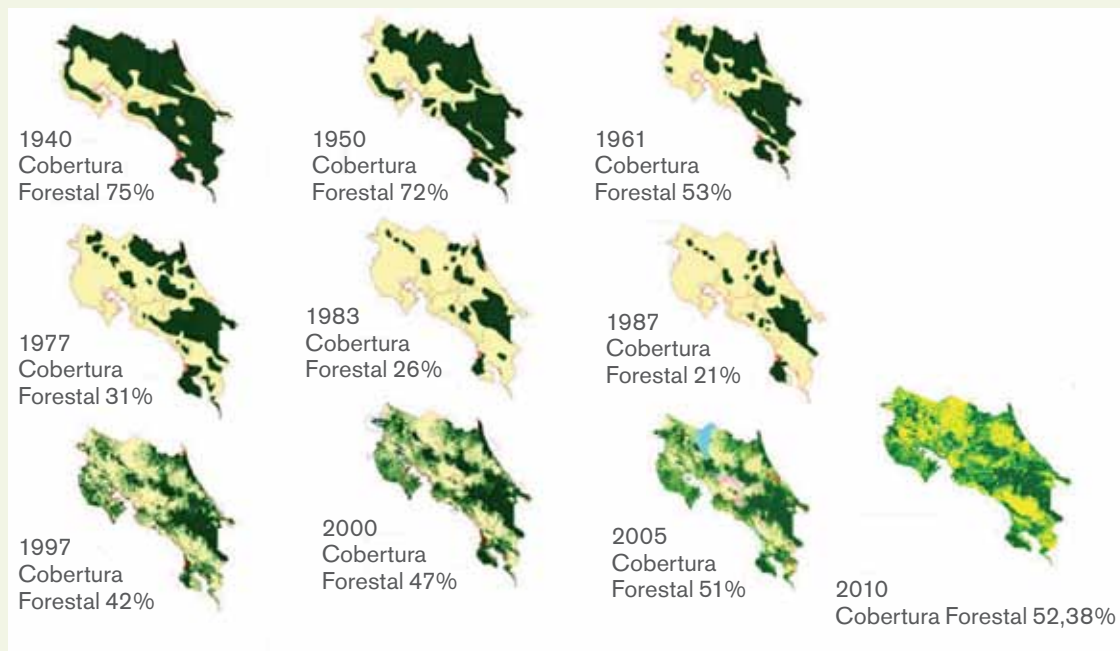 1940
Cobertura
Forestal 75%
1950
Cobertura
Forestal 72%
1961
Cobertura
Forestal 53%
1977
Cobertura
Forestal 31%
1983
Cobertura
Forestal 26%
1987
Cobertura
Forestal 21%
1997
Cobertura
Forestal 42%
2000
Cobertura
Forestal 47%
2005
Cobertura
Forestal 51%
2010
Cobertura Forestal 52,38%